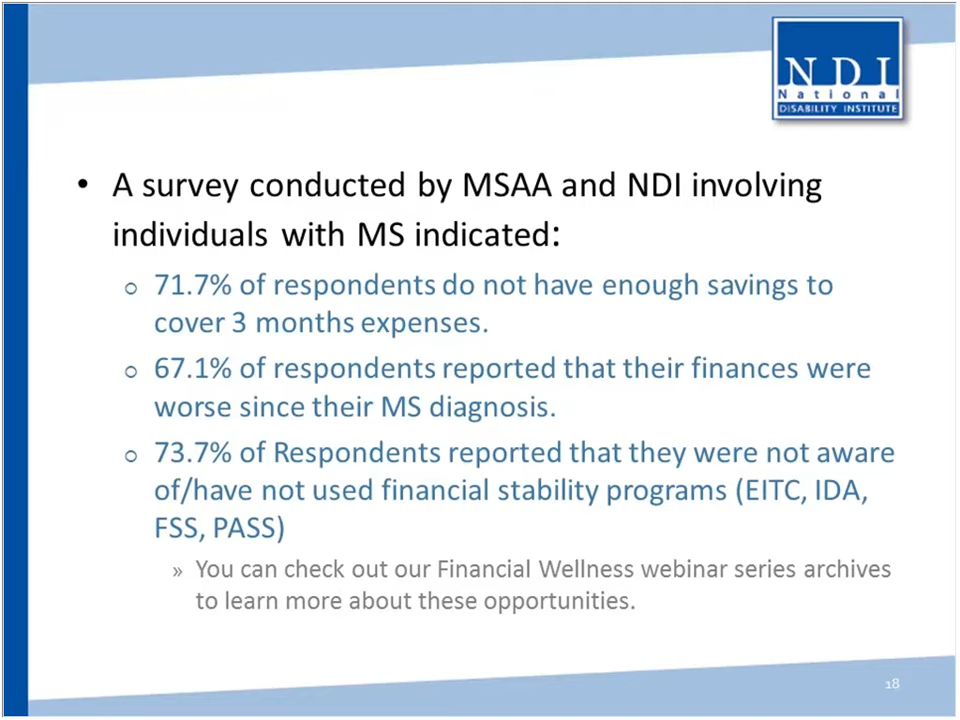 NDI
National
DISABILITY INSTITUTE
• A survey conducted by MSAA and NDI involving
individuals with MS indicated:
o 71.7% of respondents do not have enough savings to
cover 3 months expenses.
o 67.1% of respondents reported that their finances were
worse since their MS diagnosis.
o 73.7% of Respondents reported that they were not aware
of/have not used financial stability programs (EITC, IDA,
FSS, PASS)
» You can check out our Financial Wellness webinar series archives
to learn more about these opportunities.
18